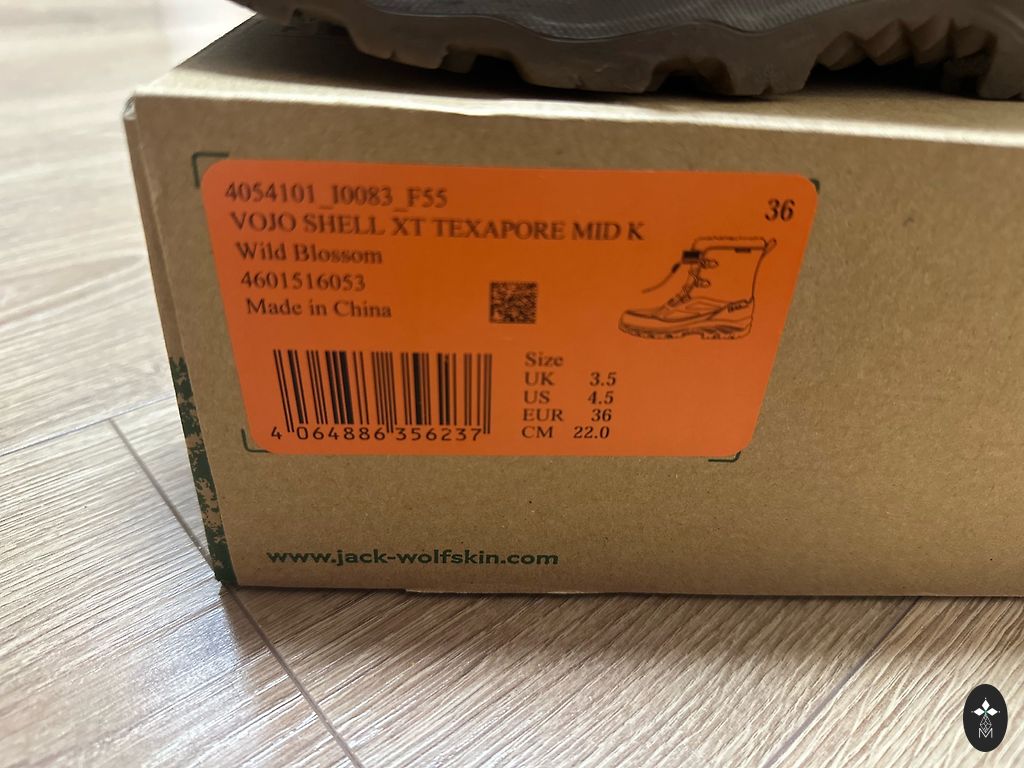 4054101_I0083_F55
36
VOJO SHELL XT TEXAPORE MID K
Wild Blossom
4601516053
Made in China
Size
UK 3.5
US 4.5
EUR 36
CM 22.0
4 064886 356237
www.jack-wolfskin.com
M